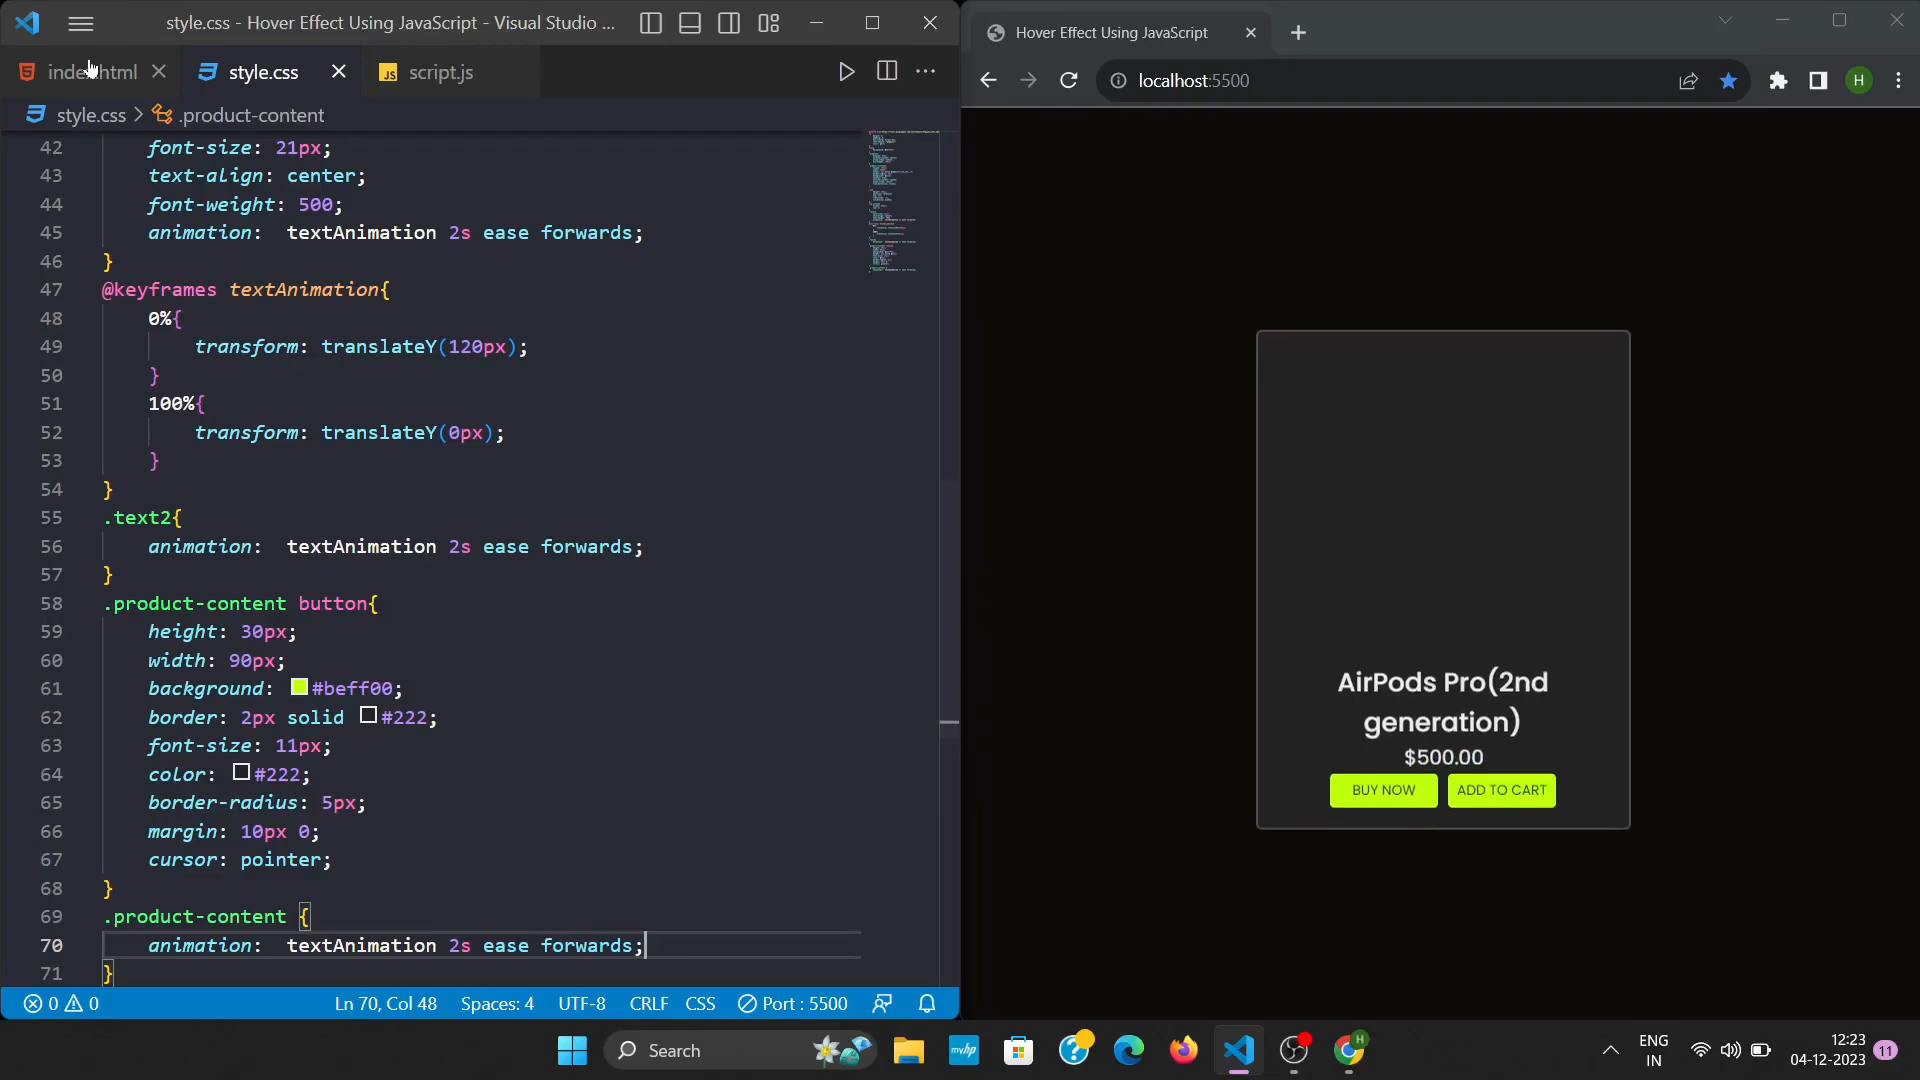 style.css - Hover Effect Using JavaScript - Visual Studio ...
index.html
style.css
JS script.js
style.css > .product-content
42 font-size: 21px;
43 text-align: center;
44 font-weight: 500;
45 animation:  textAnimation 2s ease forwards;
46 }
47 @keyframes textAnimation{
48 0%{
49 transform: translateY(120px);
50 }
51 100%{
52 transform: translateY(0px);
53 }
54 }
55 .text2{
56 animation:  textAnimation 2s ease forwards;
57 }
58 .product-content button{
59 height: 30px;
60 width: 90px;
61 background: #beff00;
62 border: 2px solid #222;
63 font-size: 11px;
64 color: #222;
65 border-radius: 5px;
66 margin: 10px 0;
67 cursor: pointer;
68 }
69 .product-content {
70 animation:  textAnimation 2s ease forwards;
71 }
0 0 Ln 70, Col 48 Spaces: 4 UTF-8 CRLF CSS Port : 5500
Hover Effect Using JavaScript
localhost:5500
H
AirPods Pro(2nd
generation)
$500.00
BUY NOW ADD TO CART
Search
myhp
H
ENG
IN
12:23
04-12-2023
11